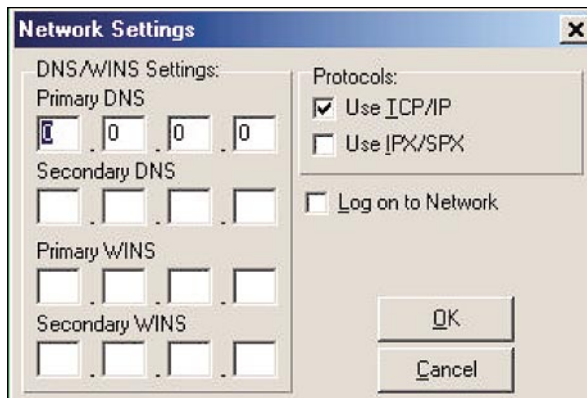 Network Settings
DNS/WINS Settings:
Primary DNS
0 . 0 . 0 . 0
Secondary DNS
. . .
Primary WINS
. . .
Secondary WINS
. . .
Protocols:
Use TCP/IP
Use IPX/SPX
Log on to Network
OK
Cancel